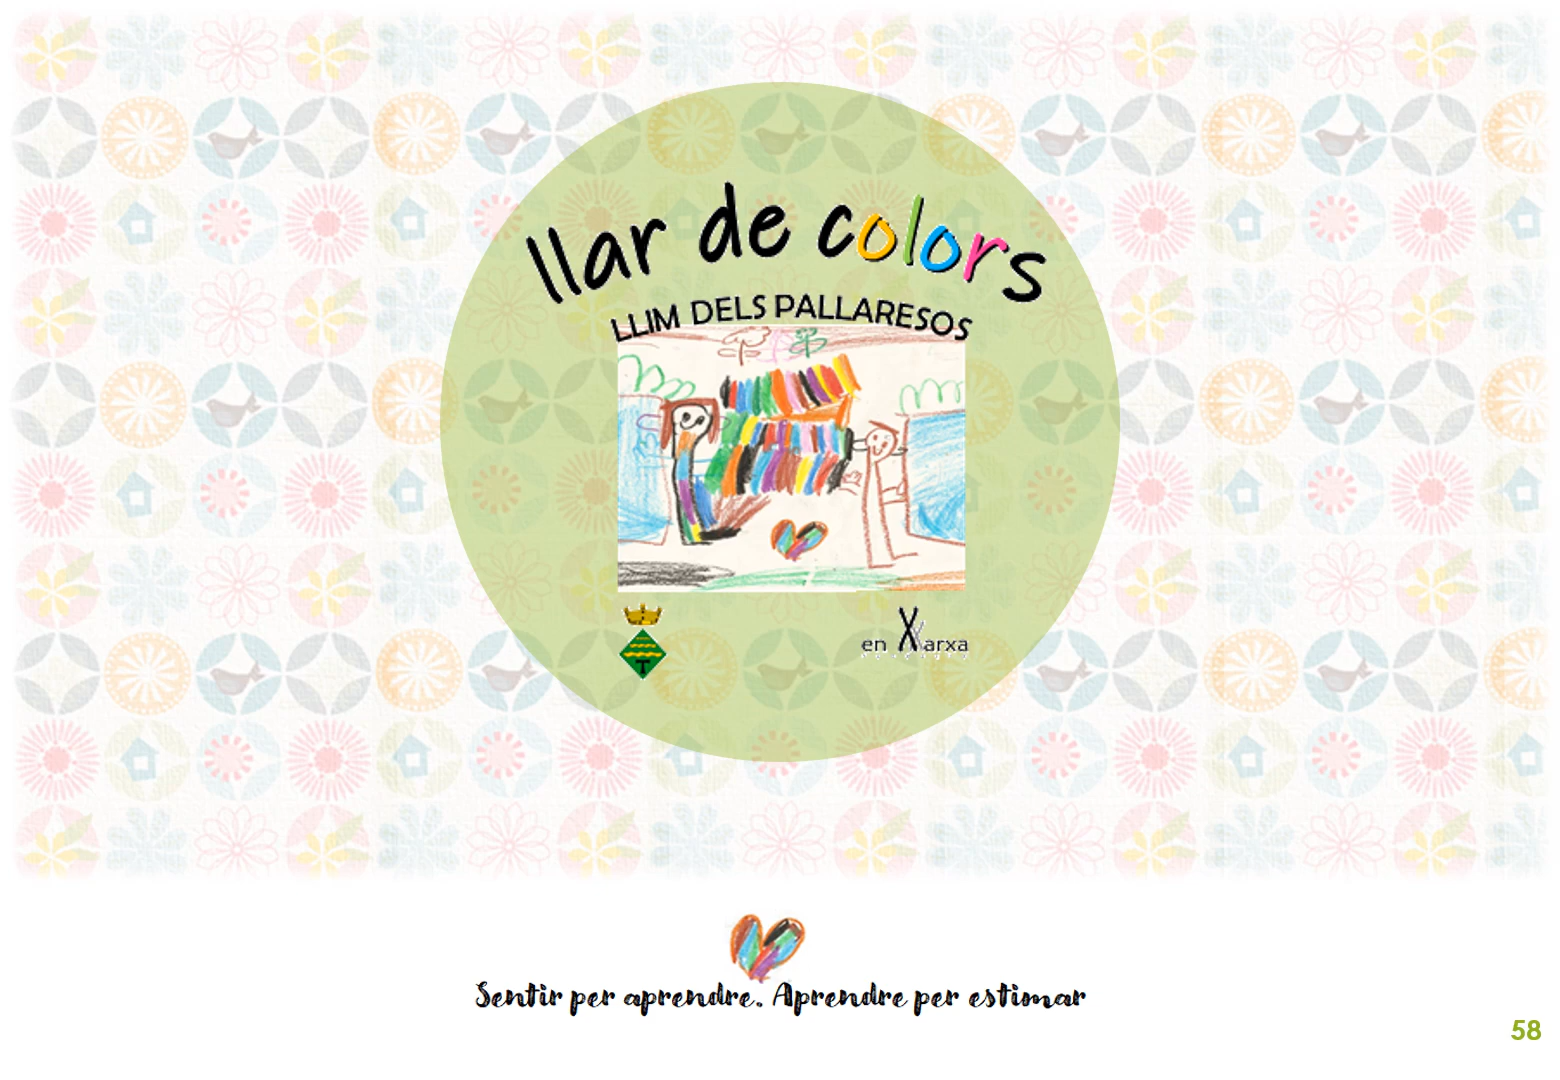 llar de colors
LLIM DELS PALLARESOS
en Xarxa
Sentir per aprendre. Aprendre per estimar
58